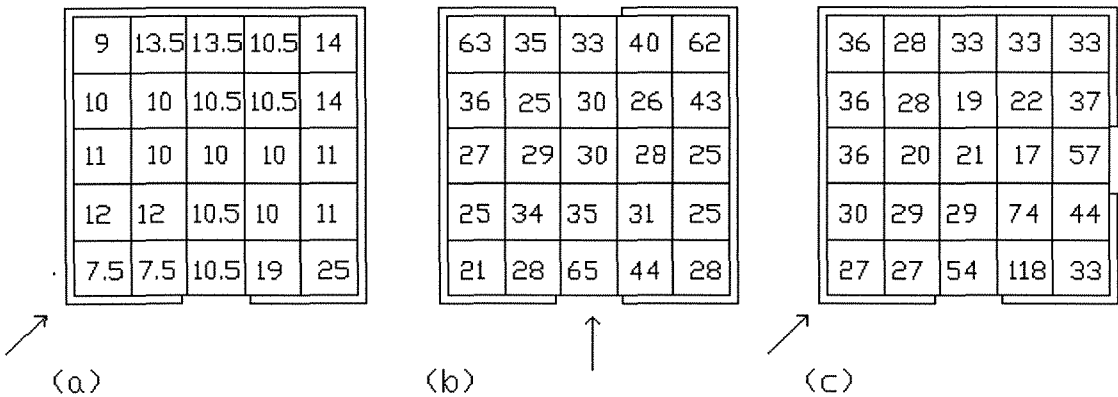 9 13.5 13.5 10.5 14
10 10 10.5 10.5 14
11 10 10 10 11
12 12 10.5 10 11
7.5 7.5 10.5 19 25
(a)
63 35 33 40 62
36 25 30 26 43
27 29 30 28 25
25 34 35 31 25
21 28 65 44 28
(b)
36 28 33 33 33
36 28 19 22 37
36 20 21 17 57
30 29 29 74 44
27 27 54 118 33
(c)